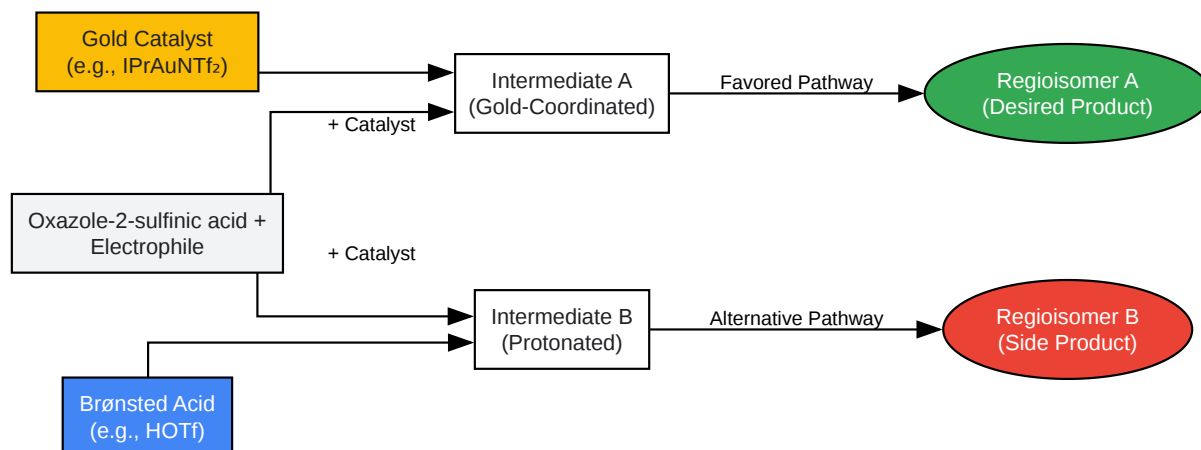 Gold Catalyst
(e.g., IPrAuNTf₂)
+ Catalyst
Intermediate A
(Gold-Coordinated)
Favored Pathway
Regioisomer A
(Desired Product)
Oxazole-2-sulfinic acid +
Electrophile
+ Catalyst
Intermediate B
(Protonated)
Alternative Pathway
Regioisomer B
(Side Product)
Brønsted Acid
(e.g., HOTf)